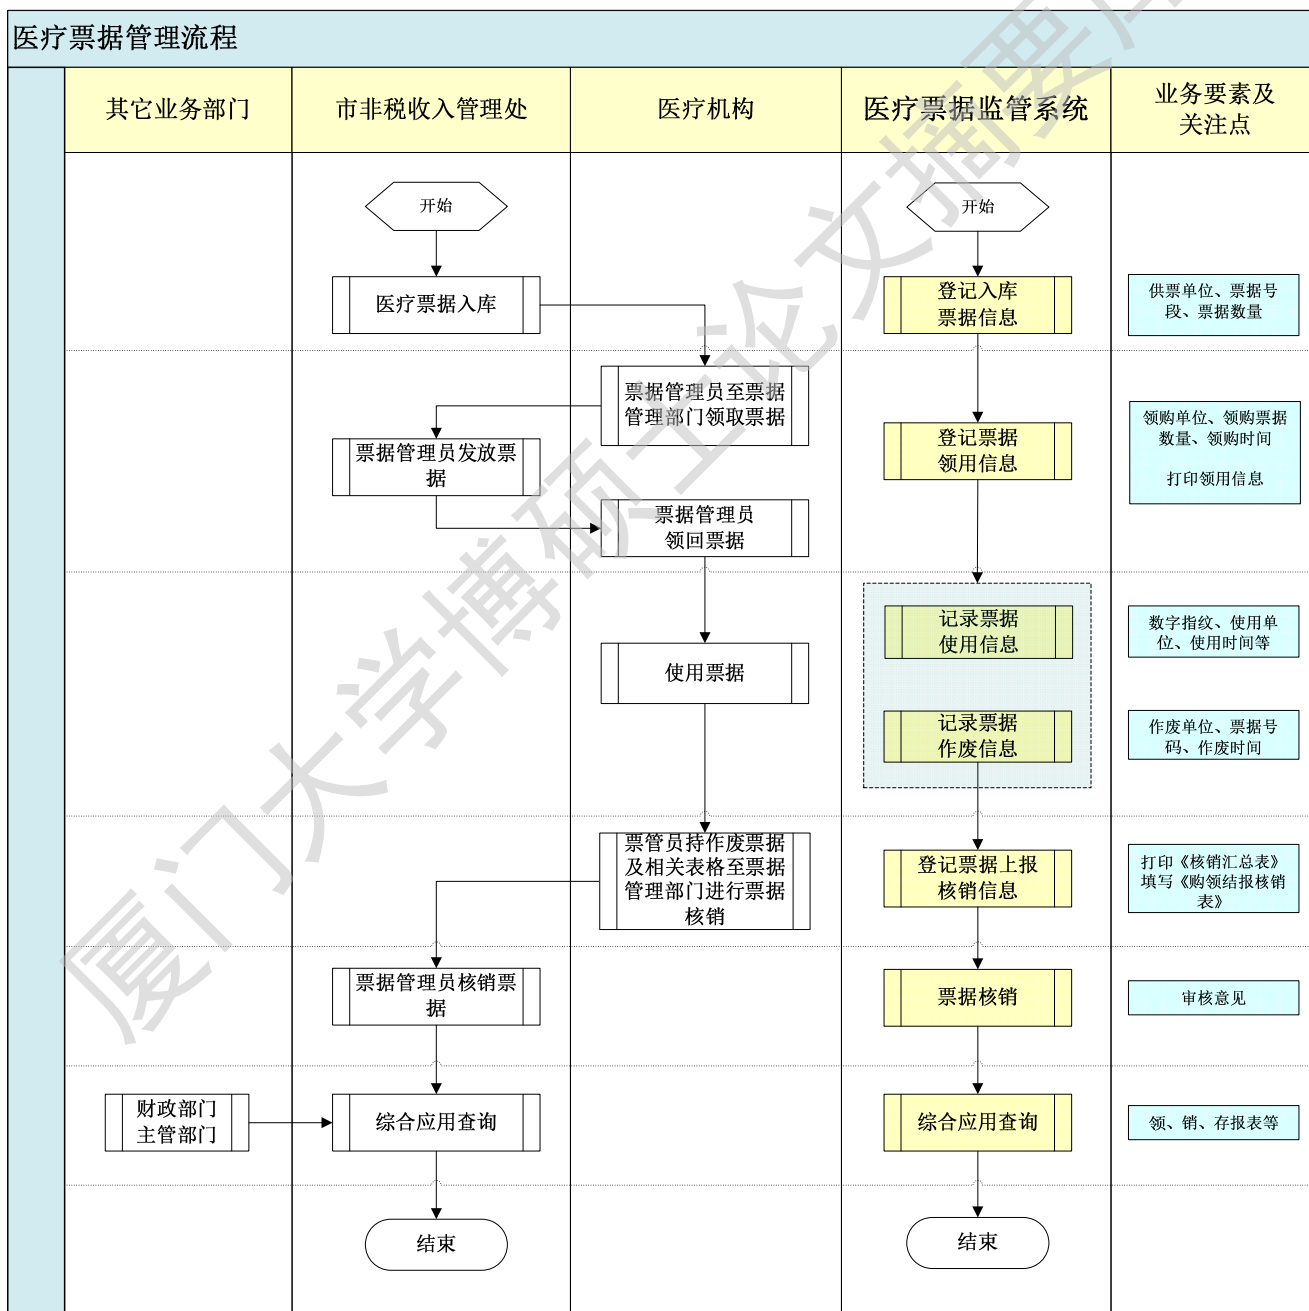 医疗票据管理流程
其它业务部门
市非税收入管理处
医疗机构
医疗票据监管系统
业务要素及
关注点
开始
开始
医疗票据入库
登记入库
票据信息
供票单位、票据号
段、票据数量
票据管理员至票据
管理部门领取票据
票据管理员发放票
据
登记票据
领用信息
领购单位、领购票据
数量、领购时间
打印领用信息
票据管理员
领回票据
记录票据
使用信息
数字指纹、使用单
位、使用时间等
使用票据
记录票据
作废信息
作废单位、票据号
码、作废时间
票管员持作废票据
及相关表格至票据
管理部门进行票据
核销
登记票据上报
核销信息
打印《核销汇总表》
填写《购领结报核销
表》
票据管理员核销票
据
票据核销
审核意见
财政部门
主管部门
综合应用查询
综合应用查询
领、销、存报表等
结束
结束
厦门大学博硕士论文摘要库